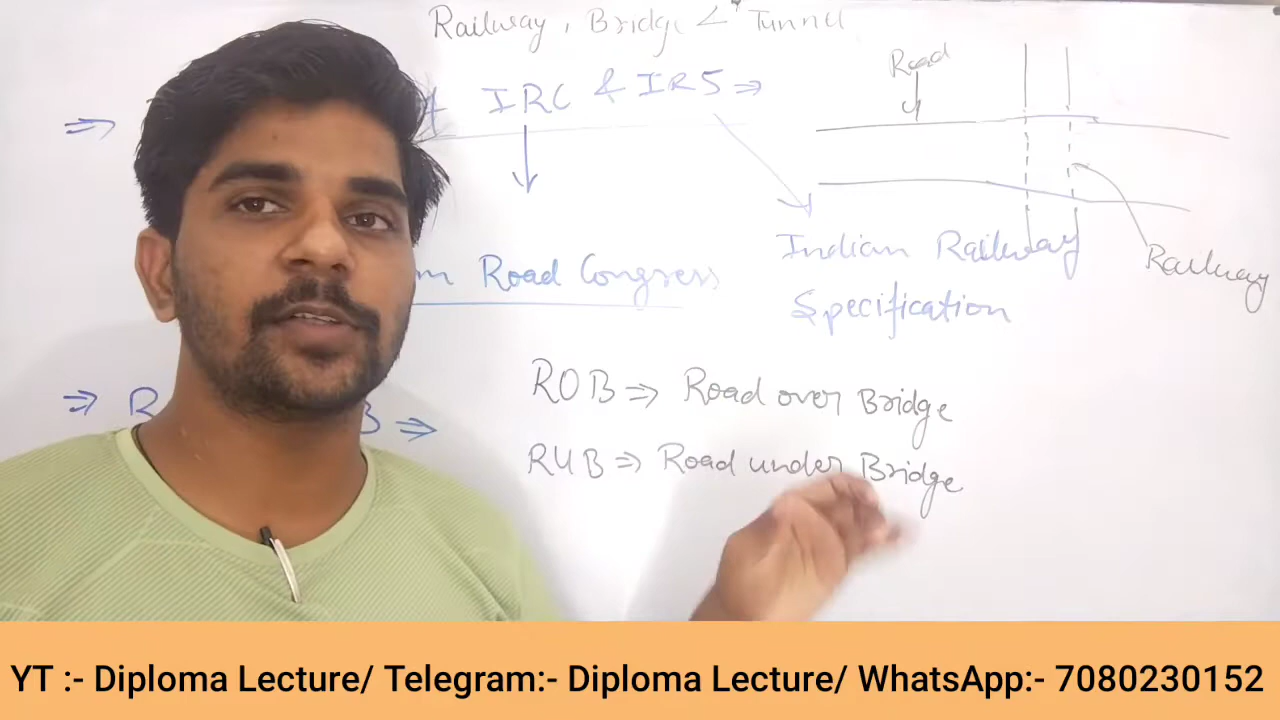 Railway, Bridge & Tunnel
Road
⇒ IRC & IRS ⇒
Road Congress
Indian Railway
Specification
Railway
ROB ⇒ Road over Bridge
⇒ R B ⇒
RUB ⇒ Road under Bridge
YT :- Diploma Lecture/ Telegram:- Diploma Lecture/ WhatsApp:- 7080230152